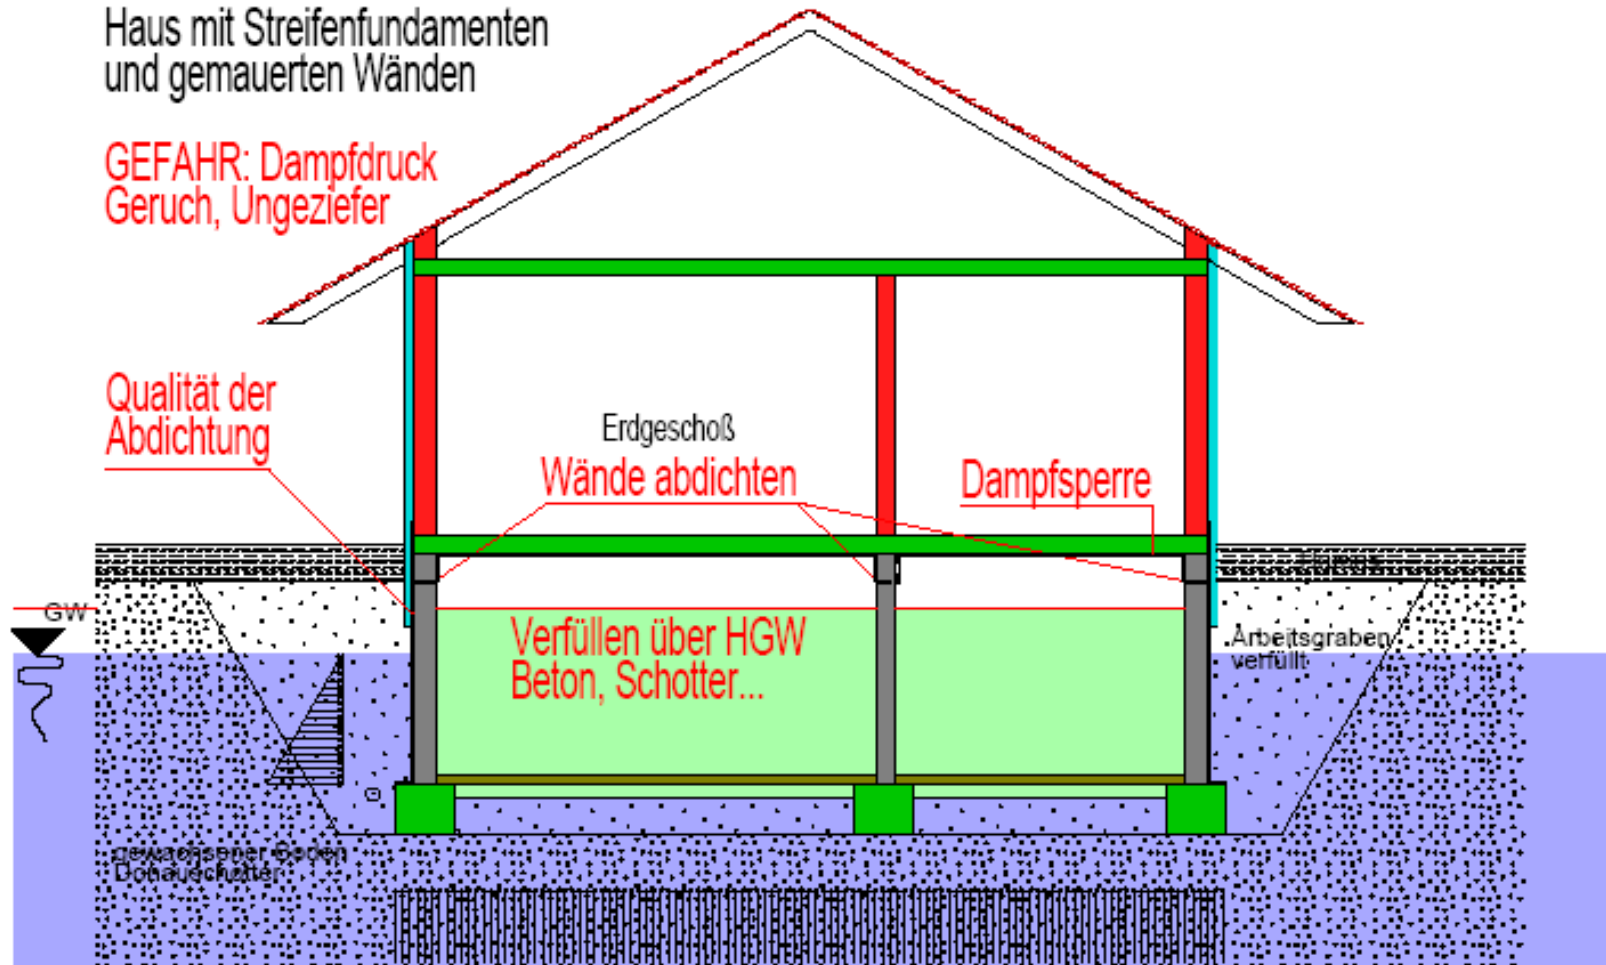 Haus mit Streifenfundamenten
und gemauerten Wänden
GEFAHR: Dampfdruck
Geruch, Ungeziefer
Qualität der
Abdichtung
Erdgeschoß
Wände abdichten
Dampfsperre
GW
Verfüllen über HGW
Beton, Schotter...
Arbeitsgraben
verfüllt
gewachsener Boden
Donauschotter